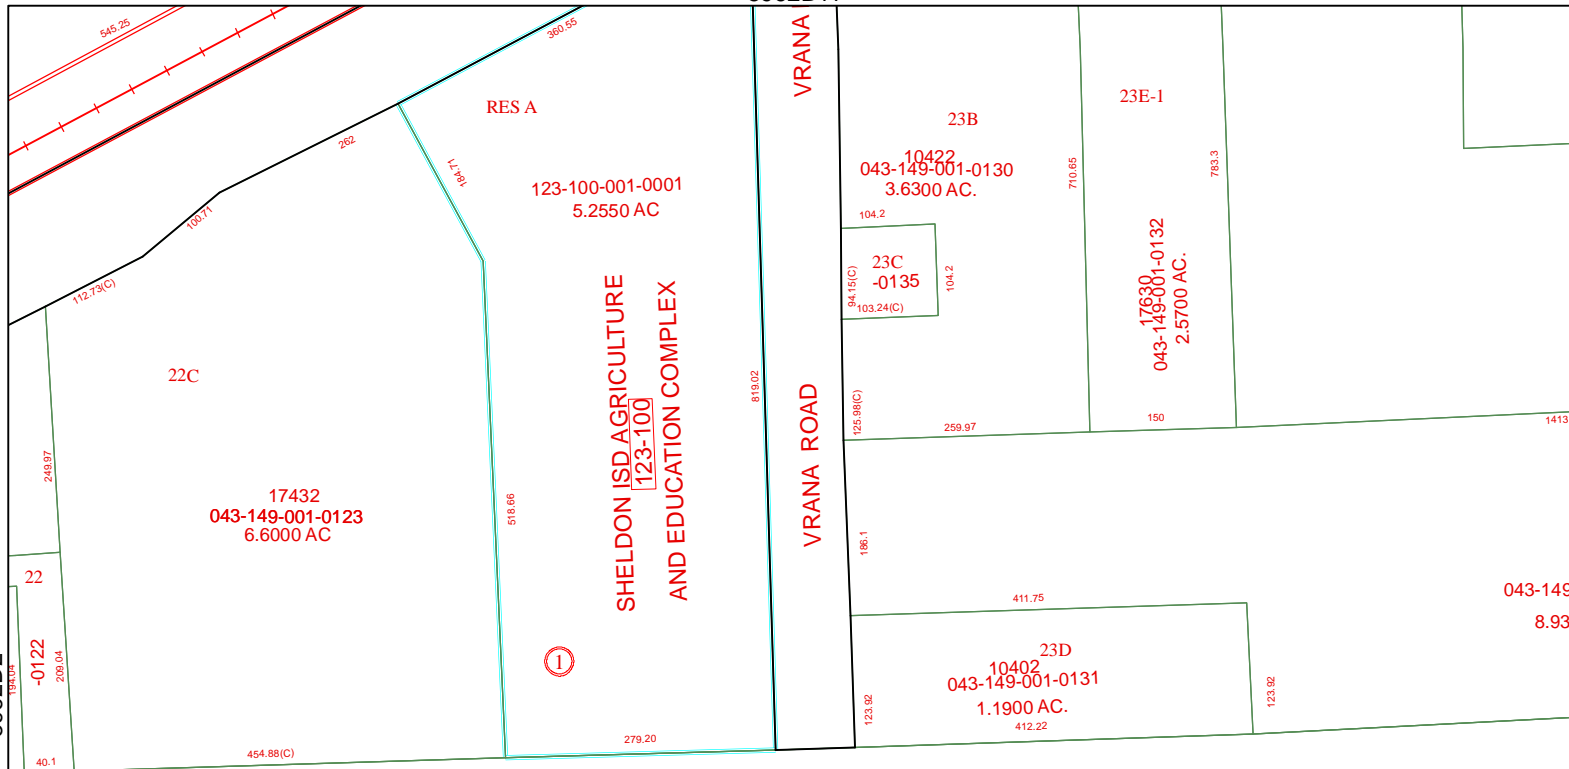 545.25
360.55
VRANA
RES A
23E-1
23B
262
184.71
10422
043-149-001-0130
3.6300 AC.
710.65
783.3
123-100-001-0001
5.2550 AC
100.71
104.2
23C
-0135
94.15(C)
104.2
103.24(C)
17630
043-149-001-0132
2.5700 AC.
112.73(C)
22C
SHELDON ISD AGRICULTURE
123-100
AND EDUCATION COMPLEX
819.02
VRANA ROAD
125.98(C)
259.97
150
1413
249.97
17432
043-149-001-0123
6.6000 AC
518.66
186.1
22
411.75
043-149
8.93
-0122
194.04
209.04
1
23D
10402
043-149-001-0131
1.1900 AC.
123.92
123.92
412.22
279.20
454.88(C)
40.1